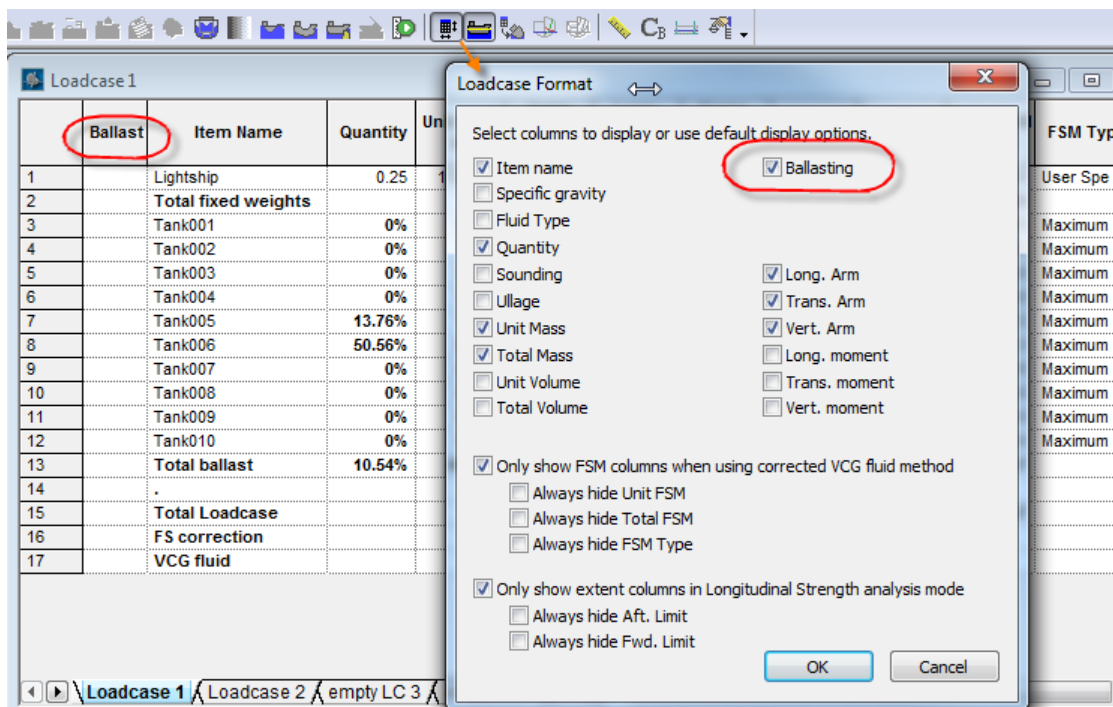 C_B
Loadcase 1
Ballast Item Name Quantity FSM
1 Lightship 0.25 User Spe
2 Total fixed weights
3 Tank001 0% Maximum
4 Tank002 0% Maximum
5 Tank003 0% Maximum
6 Tank004 0% Maximum
7 Tank005 13.76% Maximum
8 Tank006 50.56% Maximum
9 Tank007 0% Maximum
10 Tank008 0% Maximum
11 Tank009 0% Maximum
12 Tank010 0% Maximum
13 Total ballast 10.54%
14 .
15 Total Loadcase
16 FS correction
17 VCG fluid
Loadcase 1 Loadcase 2 empty LC 3
Loadcase Format
Select columns to display or use default display options.
Item name
Specific gravity
Fluid Type
Quantity
Sounding
Ullage
Unit Mass
Total Mass
Unit Volume
Total Volume
Ballasting
Long. Arm
Trans. Arm
Vert. Arm
Long. moment
Trans. moment
Vert. moment
Only show FSM columns when using corrected VCG fluid method
Always hide Unit FSM
Always hide Total FSM
Always hide FSM Type
Only show extent columns in Longitudinal Strength analysis mode
Always hide Aft. Limit
Always hide Fwd. Limit
OK Cancel